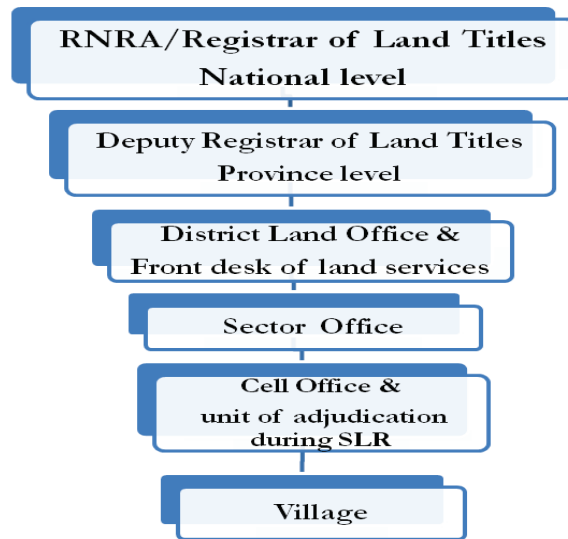 RNRA/Registrar of Land Titles
National level
Deputy Registrar of Land Titles
Province level
District Land Office &
Front desk of land services
Sector Office
Cell Office &
unit of adjudication
during SLR
Village